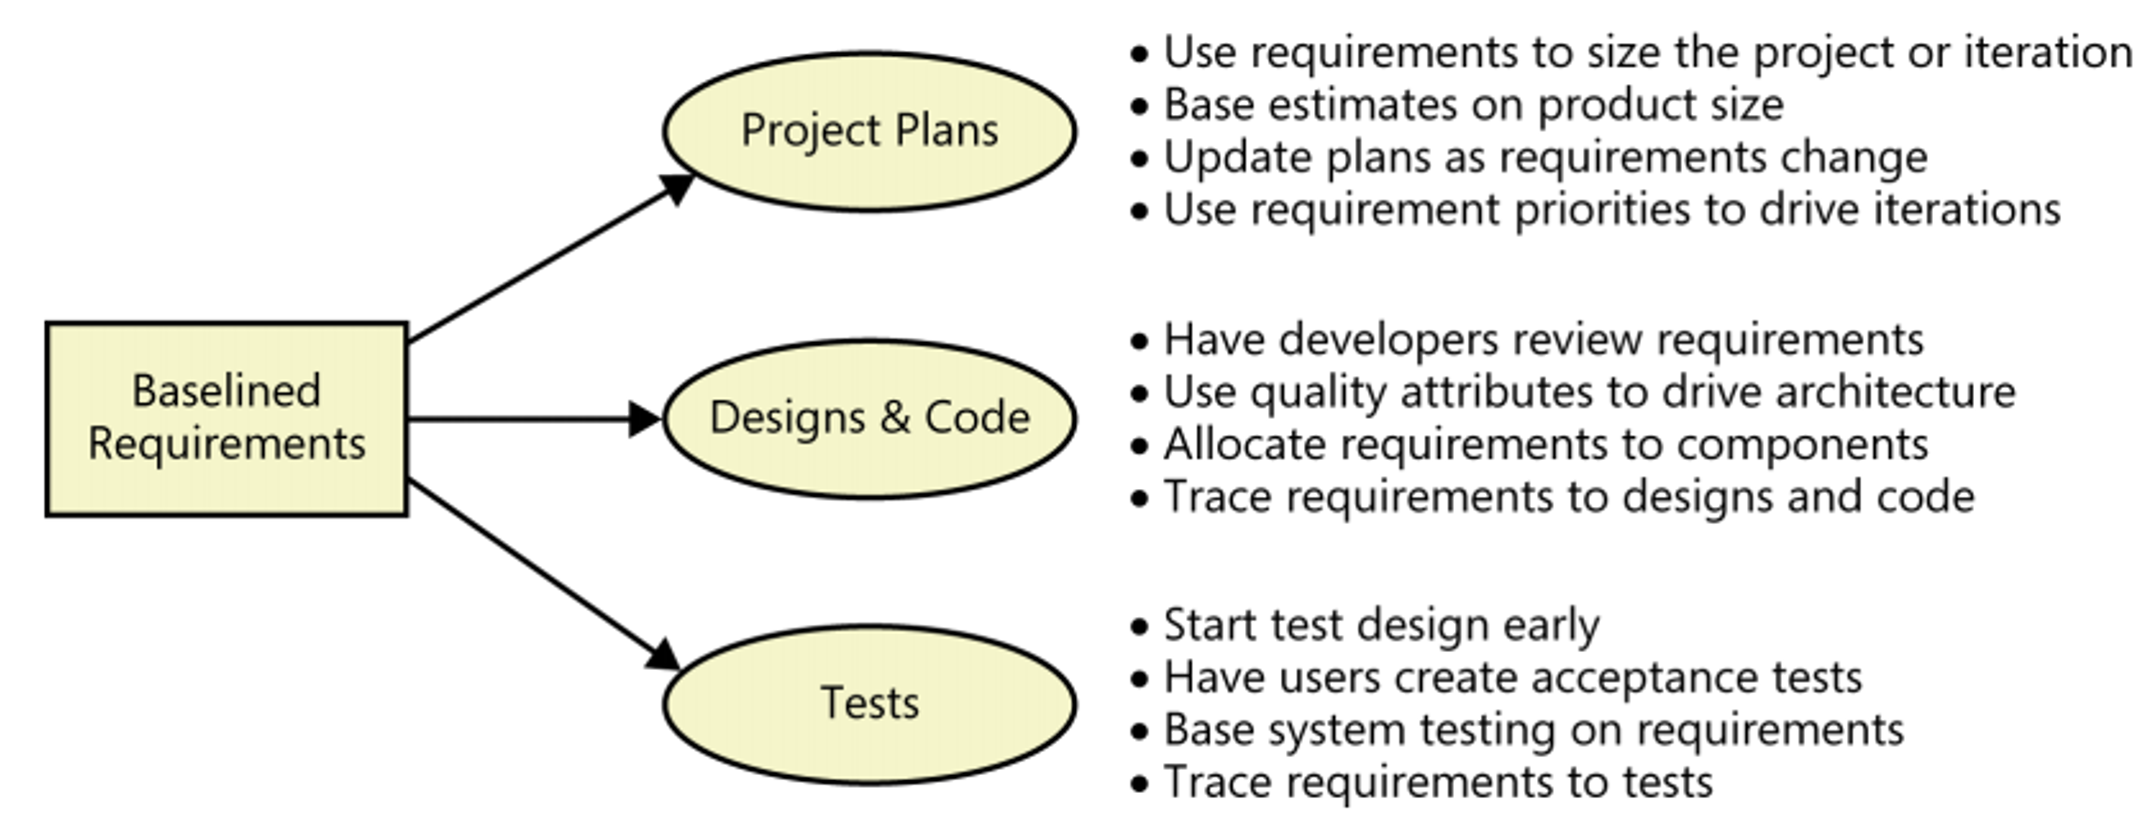 Baselined
Requirements
Project Plans
• Use requirements to size the project or iteration
• Base estimates on product size
• Update plans as requirements change
• Use requirement priorities to drive iterations
Designs & Code
• Have developers review requirements
• Use quality attributes to drive architecture
• Allocate requirements to components
• Trace requirements to designs and code
Tests
• Start test design early
• Have users create acceptance tests
• Base system testing on requirements
• Trace requirements to tests